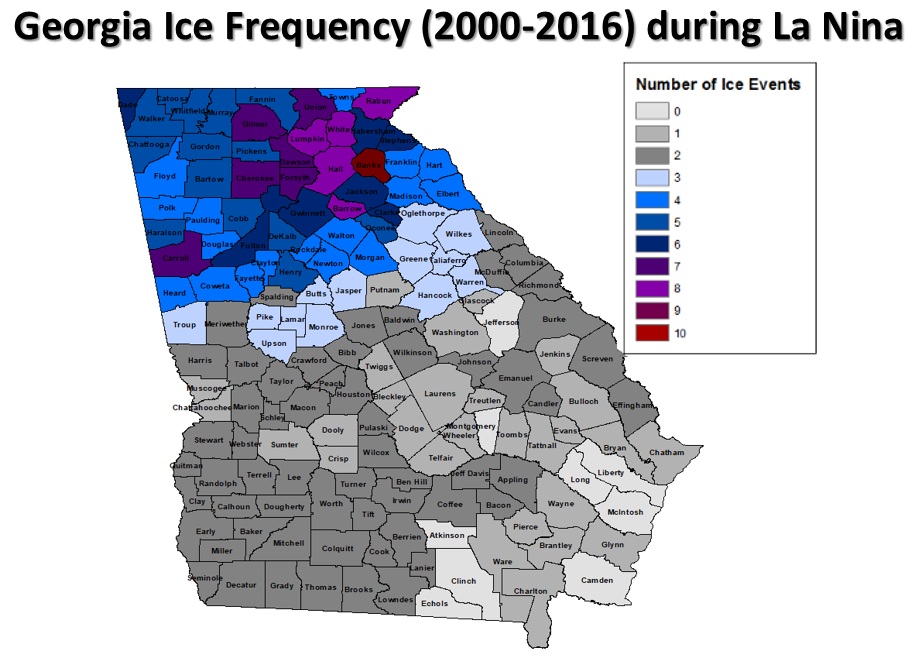 Georgia Ice Frequency (2000-2016) during La Nina
Number of Ice Events
0
1
2
3
4
5
6
7
8
9
10
Dade
Catoosa
Whitfield
Murray
Fannin
Union
Towns
Rabun
Walker
Gilmer
White
Habersham
Stephens
Lumpkin
Chattooga
Gordon
Pickens
Dawson
Banks
Franklin
Hart
Hall
Floyd
Bartow
Cherokee
Forsyth
Jackson
Madison
Elbert
Polk
Paulding
Cobb
Gwinnett
Barrow
Clarke
Oglethorpe
Haralson
Douglas
Fulton
DeKalb
Walton
Oconee
Wilkes
Lincoln
Carroll
Clayton
Rockdale
Newton
Morgan
Greene
Taliaferro
McDuffie
Columbia
Heard
Coweta
Fayette
Henry
Butts
Jasper
Putnam
Hancock
Warren
Richmond
Spalding
Glascock
Troup
Meriwether
Pike
Lamar
Monroe
Jones
Baldwin
Washington
Jefferson
Burke
Upson
Harris
Talbot
Crawford
Bibb
Wilkinson
Johnson
Jenkins
Screven
Twiggs
Muscogee
Taylor
Peach
Houston
Bleckley
Laurens
Emanuel
Treutlen
Candler
Bulloch
Effingham
Chattahoochee
Marion
Schley
Macon
Stewart
Webster
Sumter
Dooly
Pulaski
Dodge
Montgomery
Wheeler
Toombs
Tattnall
Evans
Bryan
Chatham
Quitman
Crisp
Wilcox
Telfair
Randolph
Terrell
Lee
Turner
Ben Hill
Jeff Davis
Appling
Long
Liberty
Clay
Calhoun
Dougherty
Worth
Irwin
Tift
Coffee
Bacon
Wayne
McIntosh
Early
Baker
Mitchell
Colquitt
Berrien
Atkinson
Pierce
Brantley
Glynn
Miller
Cook
Lanier
Ware
Seminole
Decatur
Grady
Thomas
Brooks
Lowndes
Clinch
Echols
Charlton
Camden